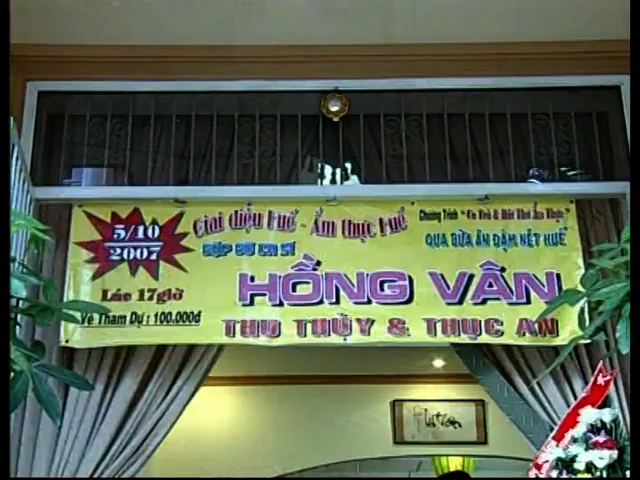 5/10
2007
Lúc 17giờ
Vé Tham Dự : 100.000đ
Giai điệu Huế - Ẩm thực Huế
GẶP GỠ CA SĨ
Chương Trình
QUA BỮA ĂN ĐẬM NÉT HUẾ
HỒNG VÂN
THU THỦY & THỤC AN